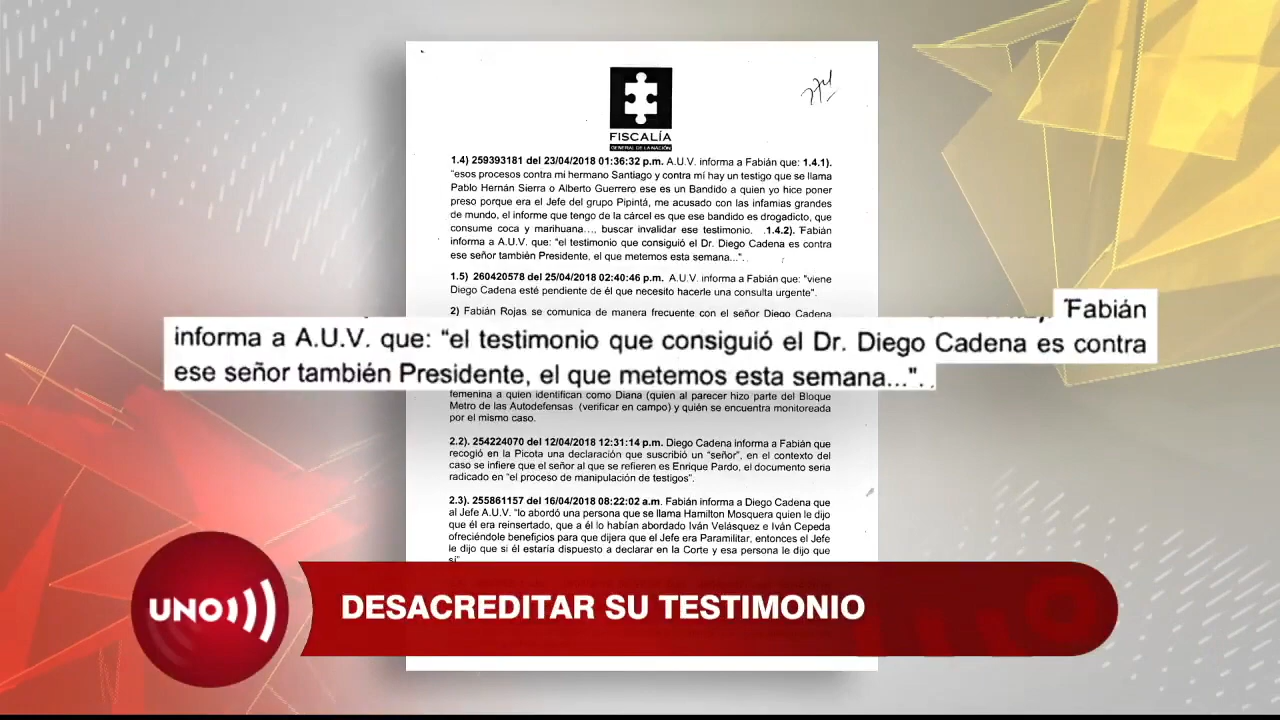 FISCALÍA
GENERAL DE LA NACIÓN
1.4) 259393181 del 23/04/2018 01:36:32 p.m. A.U.V. informa a Fabián que: 1.4.1).
“esos procesos contra mi hermano Santiago y contra mí hay un testigo que se llama
Pablo Hernán Sierra o Alberto Guerrero ese es un Bandido a quien yo hice poner
preso porque era el Jefe del grupo Pipintá, me acusado con las infamias grandes
de mundo, el informe que tengo de la cárcel es que ese bandido es drogadicto, que
consume coca y marihuana…, buscar invalidar ese testimonio. .1.4.2). Fabián
informa a A.U.V. que: “el testimonio que consiguió el Dr. Diego Cadena es contra
ese señor también Presidente, el que metemos esta semana...”.
1.5) 260420578 del 25/04/2018 02:40:46 p.m. A.U.V. informa a Fabián que: "viene
Diego Cadena esté pendiente de él que necesito hacerle una consulta urgente".
2) Fabián Rojas se comunica de manera frecuente con el señor Diego Cadena
Fabián
informa a A.U.V. que: “el testimonio que consiguió el Dr. Diego Cadena es contra
ese señor también Presidente, el que metemos esta semana...".
femenina a quien identifican como Diana (quien al parecer hizo parte del Bloque
Metro de las Autodefensas (verificar en campo) y quién se encuentra monitoreada
por el mismo caso.
2.2). 254224070 del 12/04/2018 12:31:14 p.m. Diego Cadena informa a Fabián que
recogió en la Picota una declaración que suscribió un “señor”, en el contexto del
caso se infiere que el señor al que se refieren es Enrique Pardo, el documento seria
radicado en “el proceso de manipulación de testigos”.
2.3). 255861157 del 16/04/2018 08:22:02 a.m. Fabián informa a Diego Cadena que
al Jefe A.U.V. “lo abordó una persona que se llama Hamilton Mosquera quien le dijo
que él era reinsertado, que a él lo habían abordado Iván Velásquez e Iván Cepeda
ofreciéndole beneficios para que dijera que el Jefe era Paramilitar, entonces el Jefe
le dijo que si él estaría dispuesto a declarar en la Corte y esa persona le dijo que
sí”
UNO
DESACREDITAR SU TESTIMONIO